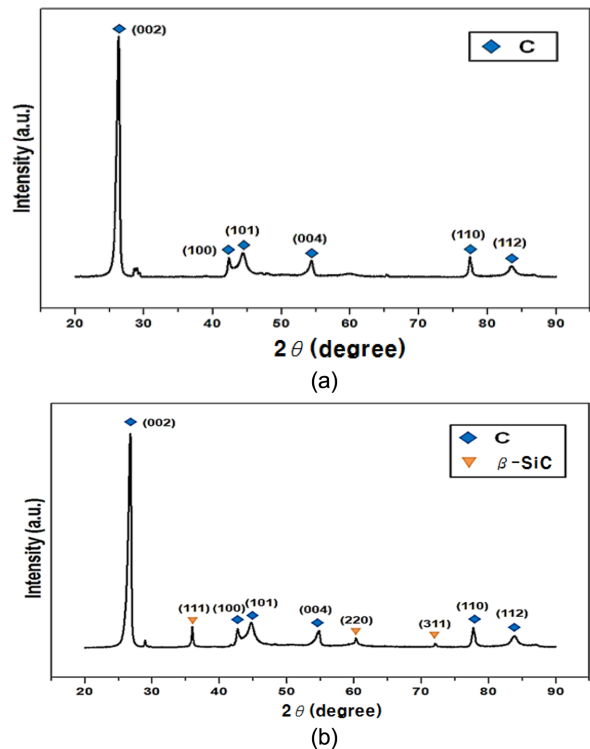 (002)
C
Intensity (a.u.)
(101)
(100)
(004)
(110)
(112)
20 30 40 50 60 70 80 90
2θ (degree)
(a)
(002)
C
β-SiC
Intensity (a.u.)
(111) (100) (101)
(004)
(220)
(311)
(110)
(112)
20 30 40 50 60 70 80 90
2θ (degree)
(b)